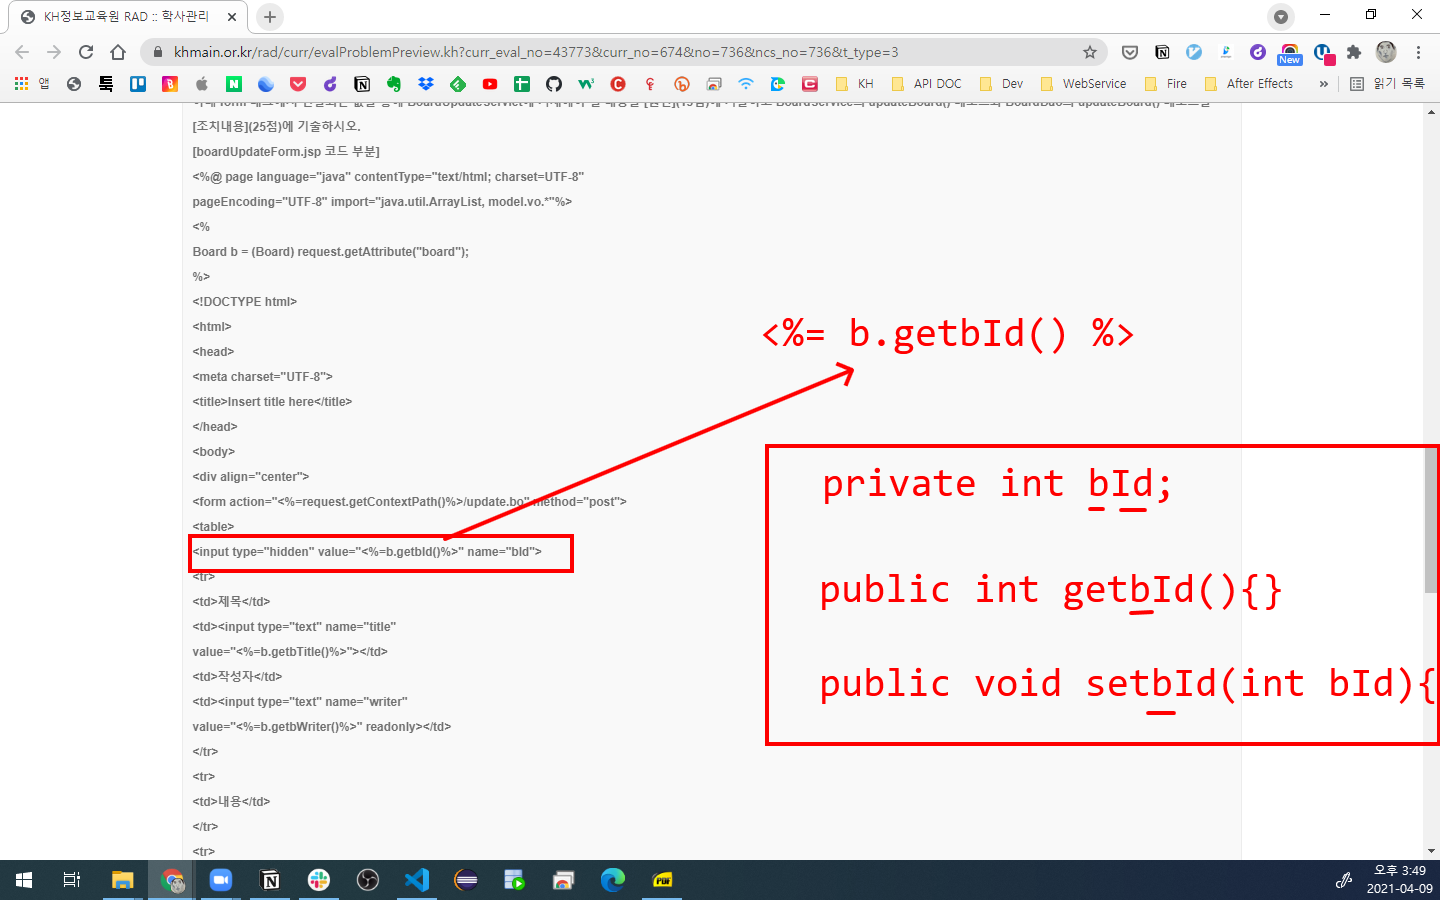 KH정보교육원 RAD :: 학사관리
khmain.or.kr/rad/curr/evalProblemPreview.kh?curr_eval_no=43773&curr_no=674&no=736&ncs_no=736&t_type=3
New
앱
KH
API DOC
Dev
WebService
Fire
After Effects
»
읽기 목록
[조치내용](25점)에 기술하시오.
[boardUpdateForm.jsp 코드 부분]
<%@ page language="java" contentType="text/html; charset=UTF-8"
pageEncoding="UTF-8" import="java.util.ArrayList, model.vo.*"%>
<%
Board b = (Board) request.getAttribute("board");
%>
<!DOCTYPE html>
<html>
<head>
<meta charset="UTF-8">
<title>Insert title here</title>
</head>
<body>
<div align="center">
<form action="<%=request.getContextPath()%>/update.bo" method="post">
<table>
<input type="hidden" value="<%=b.getbId()%>" name="bId">
<tr>
<td>제목</td>
<td><input type="text" name="title"
value="<%=b.getbTitle()%>"></td>
<td>작성자</td>
<td><input type="text" name="writer"
value="<%=b.getbWriter()%>" readonly></td>
</tr>
<tr>
<td>내용</td>
</tr>
<tr>
<%= b.getbId() %>
private int bId;
public int getbId(){}
public void setbId(int bId){
오후 3:49
2021-04-09